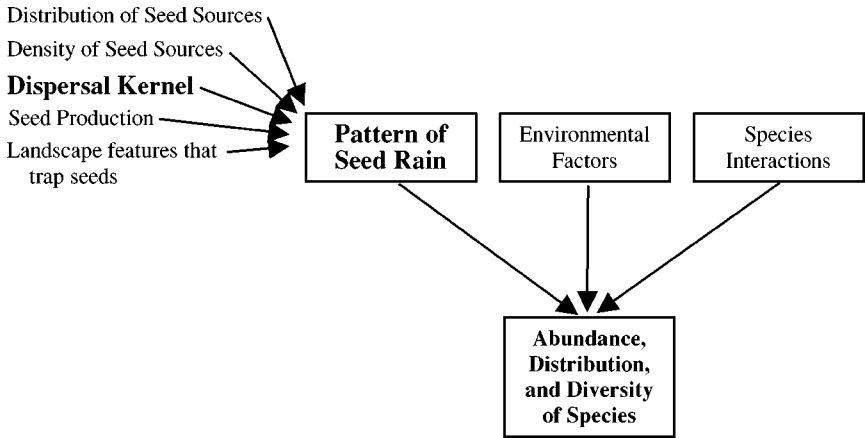 Distribution of Seed Sources
Density of Seed Sources
Dispersal Kernel
Seed Production
Landscape features that
trap seeds
Pattern of
Seed Rain
Environmental
Factors
Species
Interactions
Abundance,
Distribution,
and Diversity
of Species